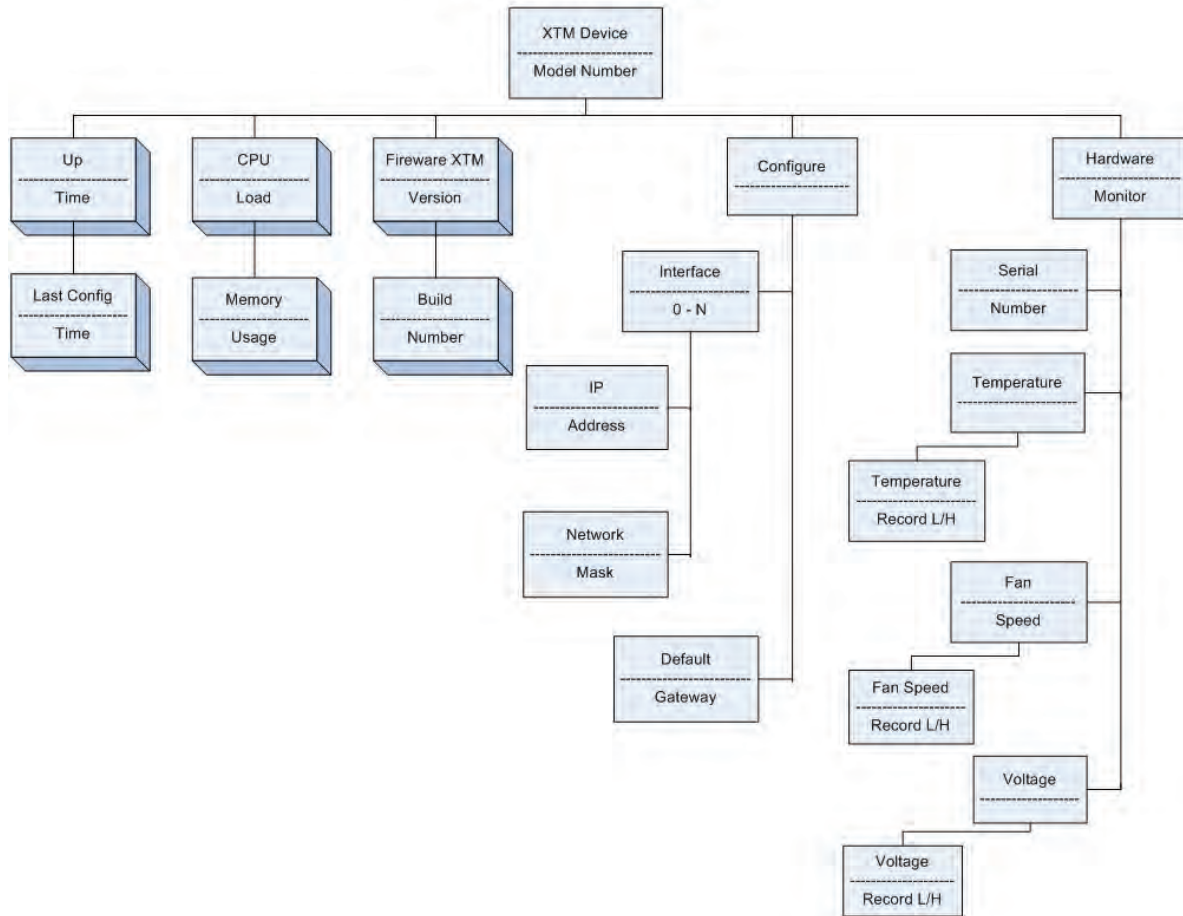 XTM Device
Model Number
Up
Time
CPU
Load
Fireware XTM
Version
Configure
Hardware
Monitor
Last Config
Time
Memory
Usage
Build
Number
Interface
0 - N
IP
Address
Network
Mask
Default
Gateway
Serial
Number
Temperature
Temperature
Record L/H
Fan
Speed
Fan Speed
Record L/H
Voltage
Voltage
Record L/H